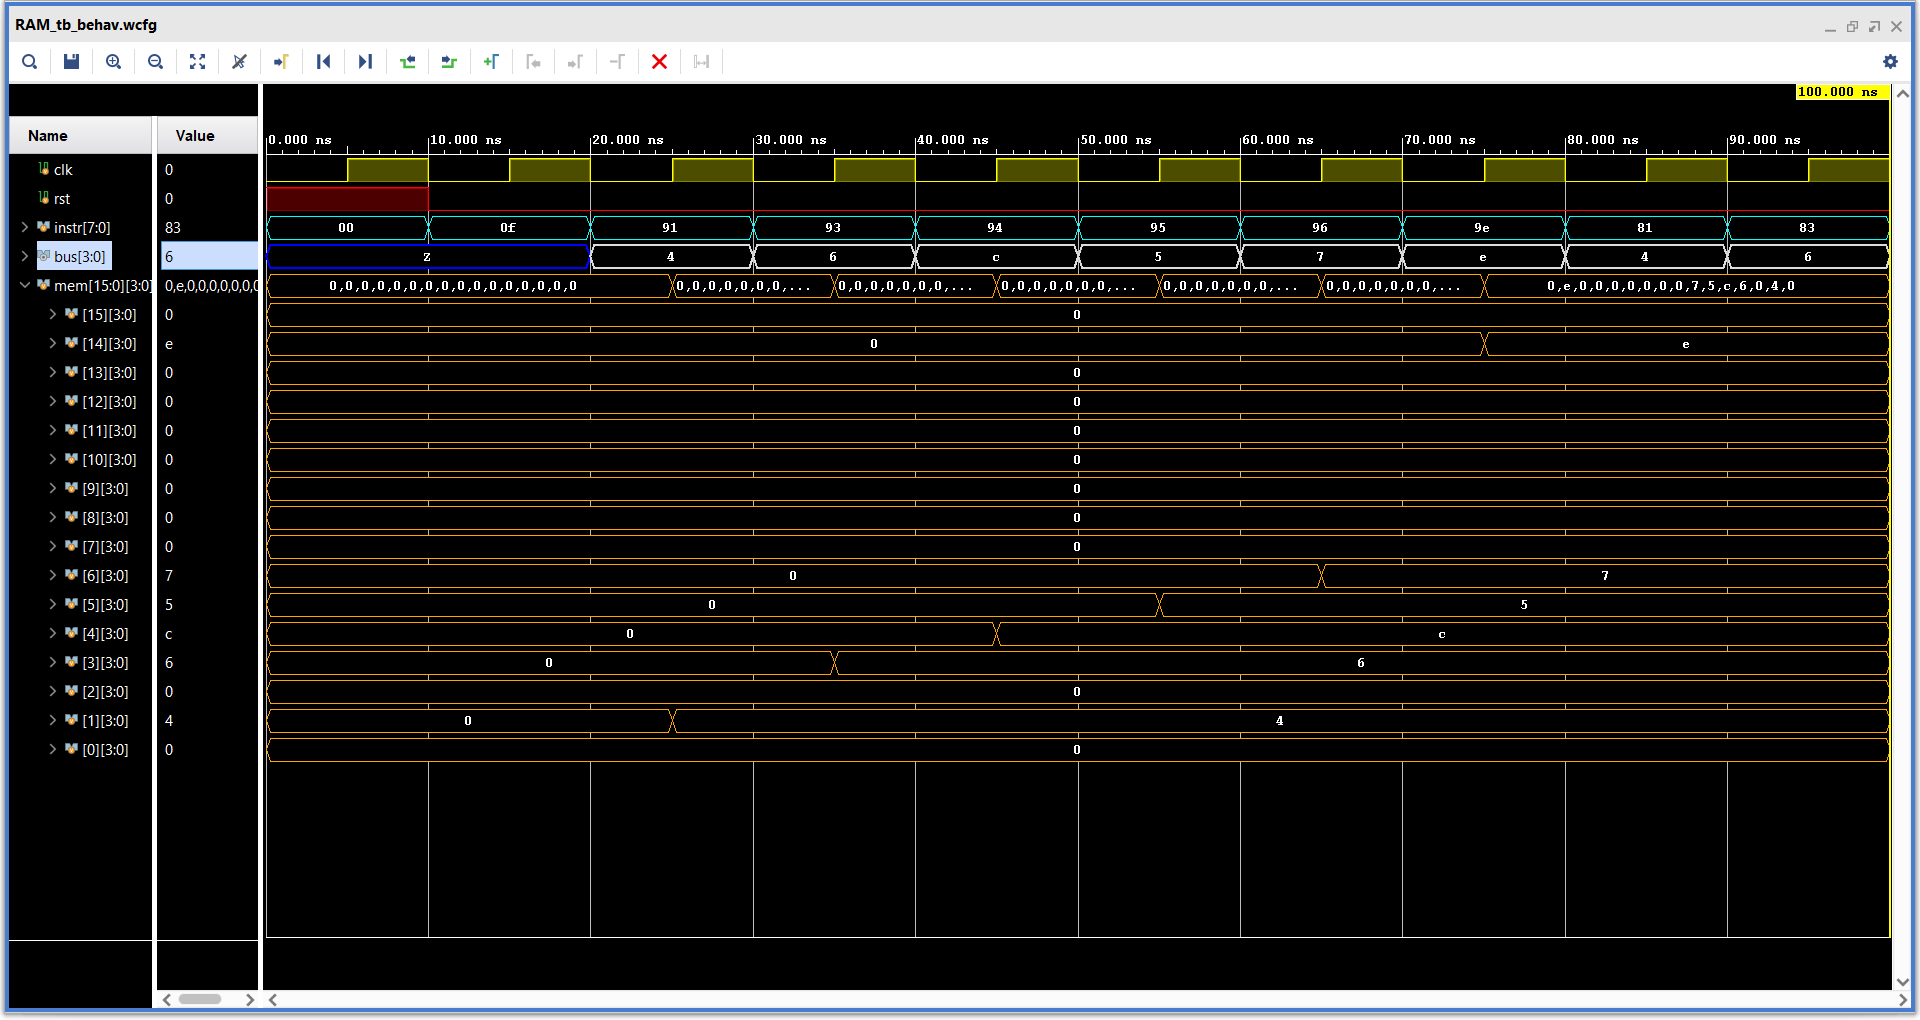 RAM_tb_behav.wcfg
100.000 ns
Name Value
0.000 ns 10.000 ns 20.000 ns 30.000 ns 40.000 ns 50.000 ns 60.000 ns 70.000 ns 80.000 ns 90.000 ns
clk 0
rst 0
instr[7:0] 83 00 0f 91 93 94 95 96 9e 81 83
bus[3:0] 6 Z 4 6 c 5 7 e 4 6
mem[15:0][3:0] 0,e,0,0,0,0,0,0,0 0,0,0,0,0,0,0,0,0,0,0,0,0,0,0,0 0,0,0,0,0,0,0,... 0,0,0,0,0,0,0,... 0,0,0,0,0,0,0,... 0,0,0,0,0,0,0,... 0,0,0,0,0,0,0,... 0,e,0,0,0,0,0,0,0,7,5,c,6,0,4,0
[15][3:0] 0 0
[14][3:0] e 0 e
[13][3:0] 0 0
[12][3:0] 0 0
[11][3:0] 0 0
[10][3:0] 0 0
[9][3:0] 0 0
[8][3:0] 0 0
[7][3:0] 0 0
[6][3:0] 7 0 7
[5][3:0] 5 0 5
[4][3:0] c 0 c
[3][3:0] 6 0 6
[2][3:0] 0 0
[1][3:0] 4 0 4
[0][3:0] 0 0